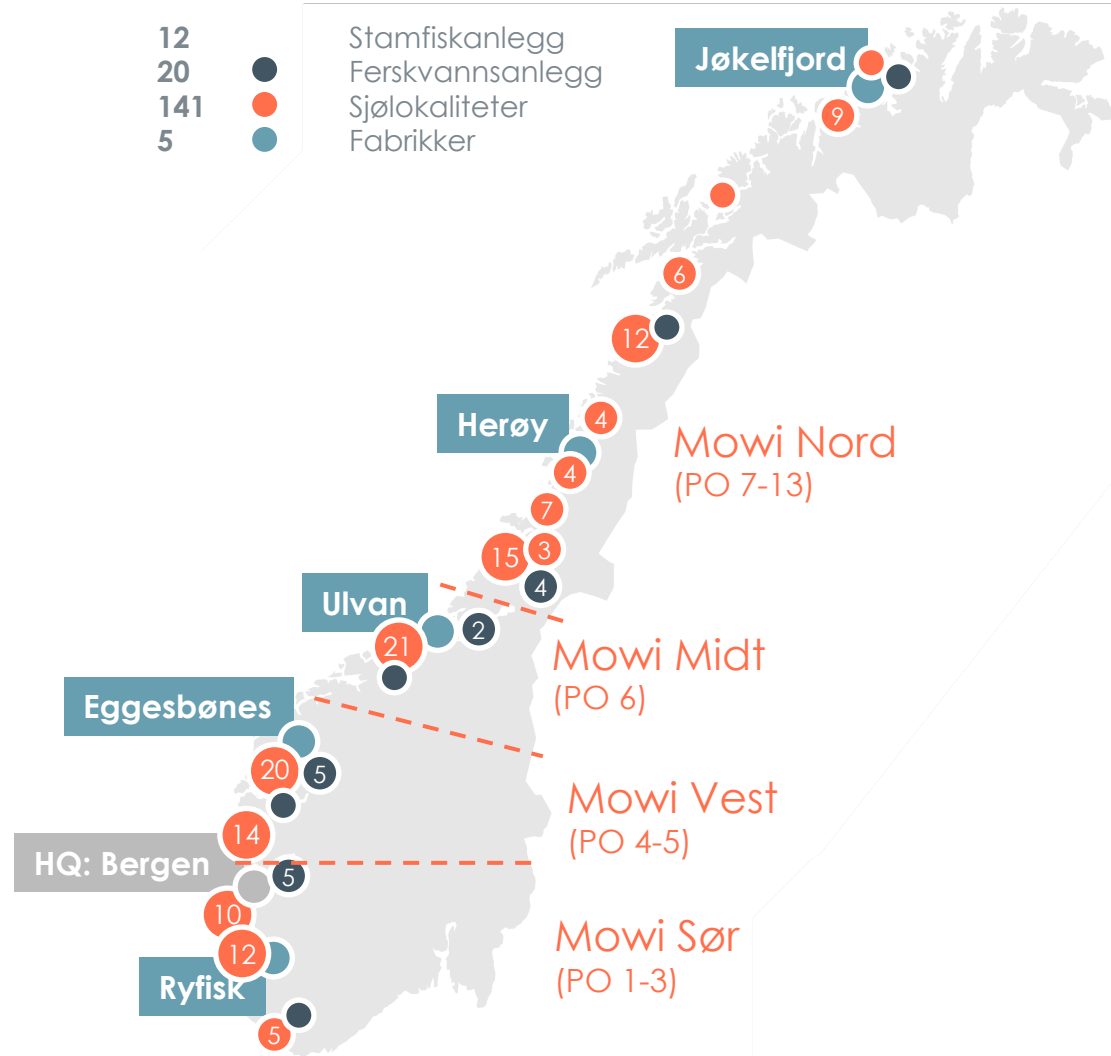 12 Stamfiskanlegg
20 Ferskvannsanlegg
141 Sjølokaliteter
5 Fabrikker
Jøkelfjord
9
6
12
Herøy
4
Mowi Nord
(PO 7-13)
4
7
15
3
4
Ulvan
2
21
Mowi Midt
(PO 6)
Eggesbønes
20
5
Mowi Vest
(PO 4-5)
14
HQ: Bergen
5
10
Mowi Sør
(PO 1-3)
12
Ryfisk
5